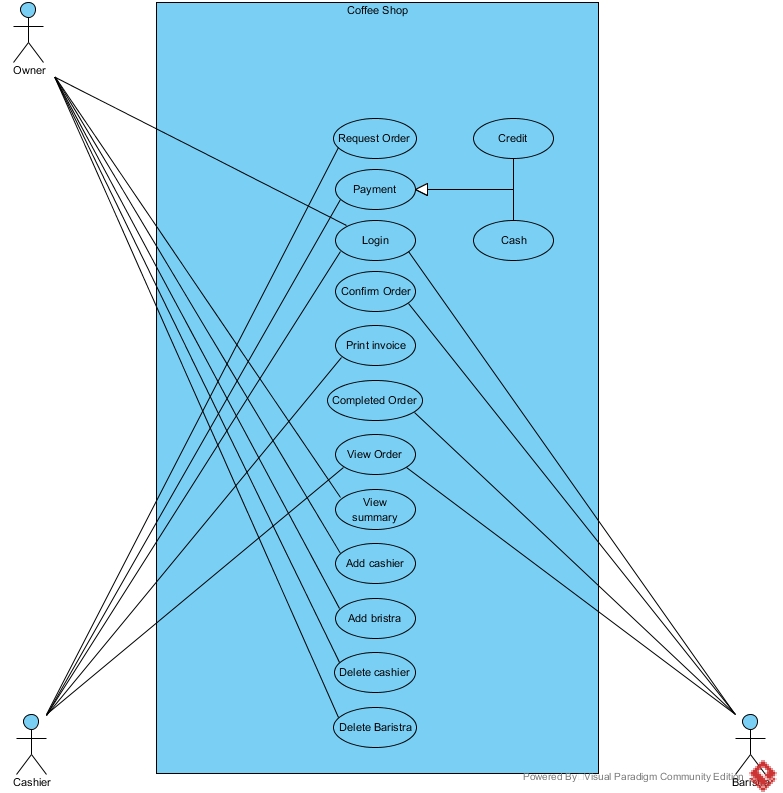 Coffee Shop
Owner
Request Order
Credit
Payment
Login
Cash
Confirm Order
Print invoice
Completed Order
View Order
View
summary
Add cashier
Add bristra
Delete cashier
Delete Baristra
Powered By: Visual Paradigm Community Edition
Cashier